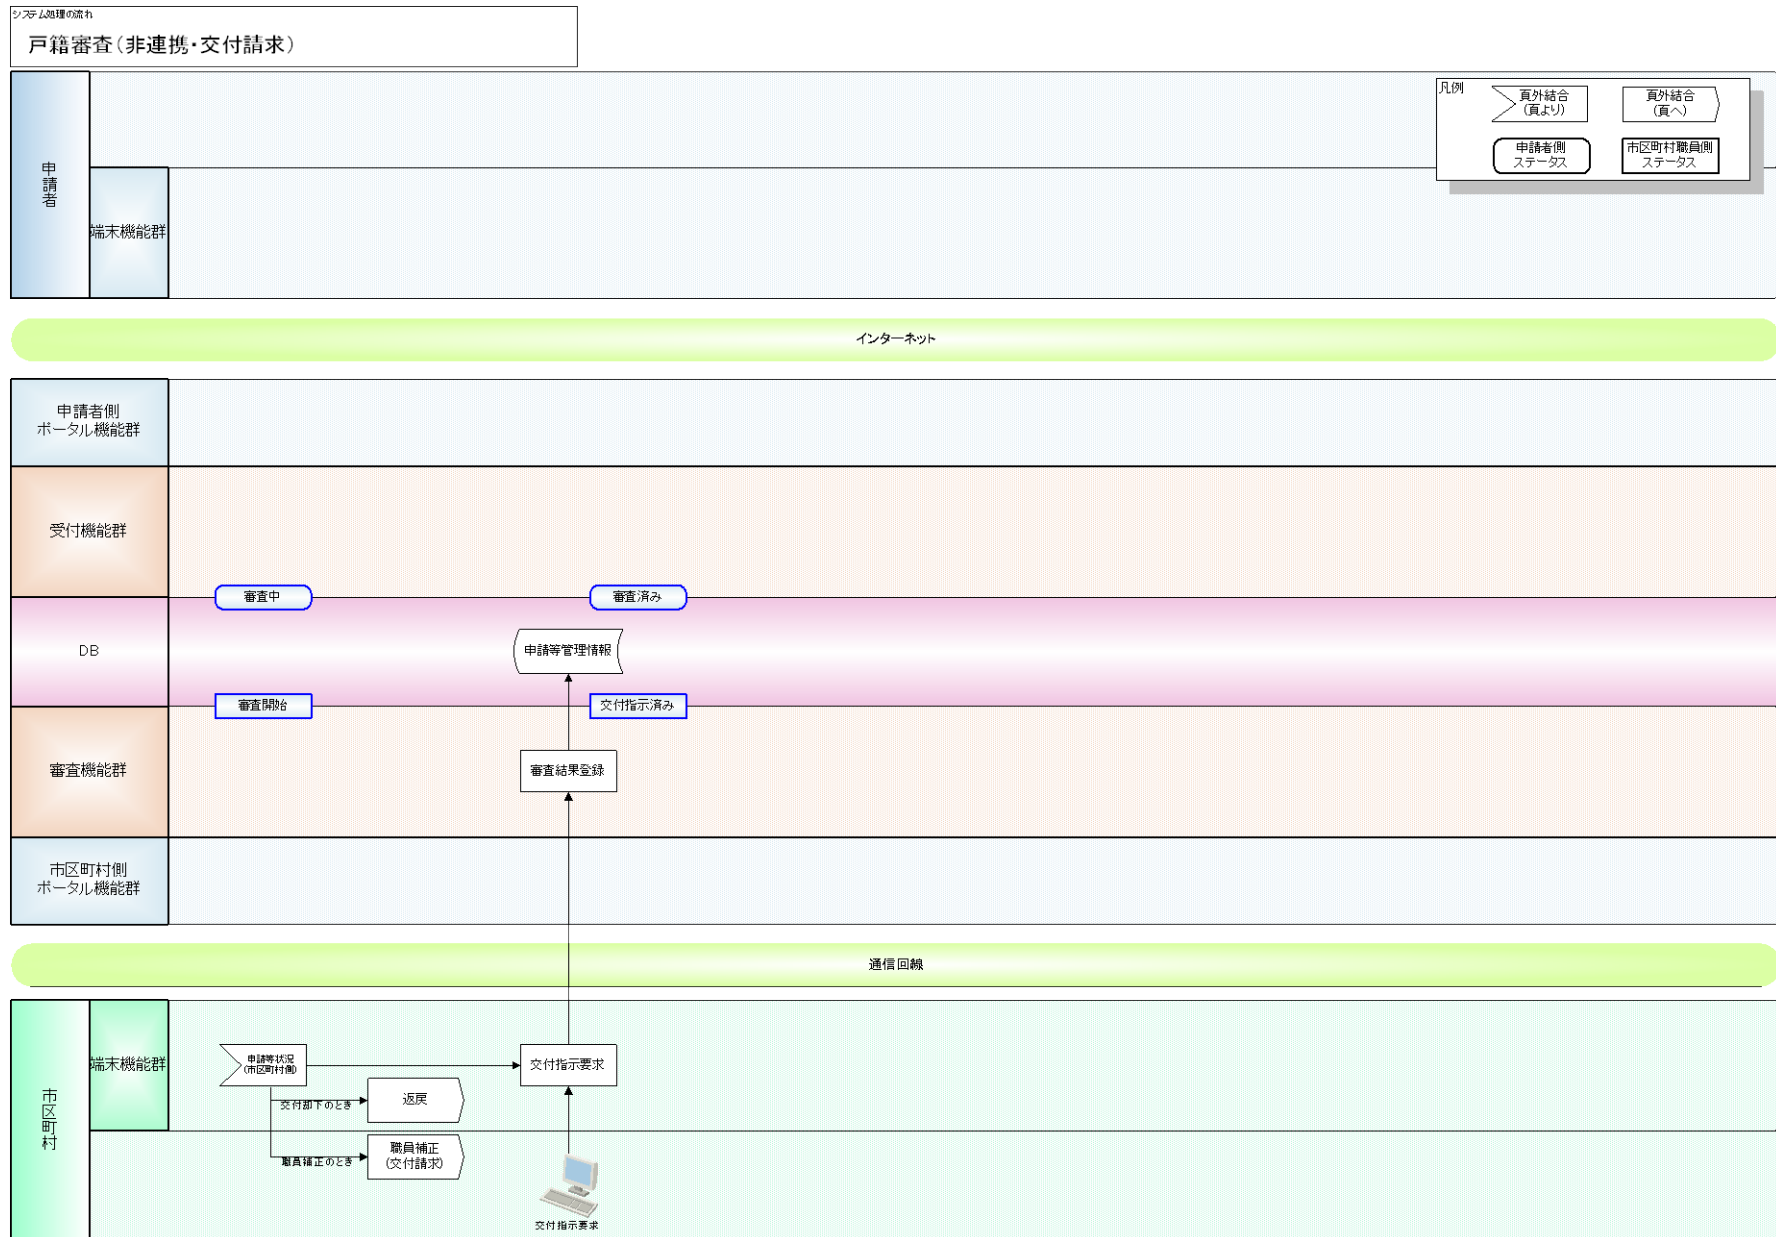 システム処理の流れ
戸籍審査（非連携・交付請求）
凡例
頁外結合
（頁より）
頁外結合
（頁へ）
申請者側
ステータス
市区町村職員側
ステータス
申請者
端末機能群
インターネット
申請者側
ポータル機能群
受付機能群
審査中
審査済み
DB
申請等管理情報
審査開始
交付指示済み
審査機能群
審査結果登録
市区町村側
ポータル機能群
通信回線
市区町村
端末機能群
申請等状況
（市区町村側）
交付指示要求
交付却下のとき
返戻
職員補正のとき
職員補正
（交付請求）
交付指示要求